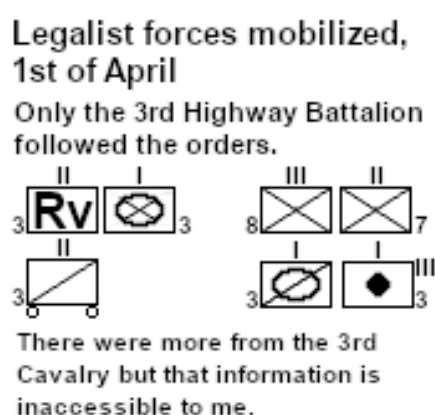 Legalist forces mobilized,
1st of April
Only the 3rd Highway Battalion
followed the orders.
II I III II
3 Rv 3 8 7
II I I III
3 3 3
There were more from the 3rd
Cavalry but that information is
inaccessible to me.